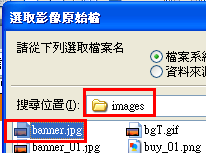 選取影像原始檔
請從下列選取檔案名
檔案系統
資料來源
搜尋位置(I):
images
banner.jpg
bgT.gif
banner_01.jpg
buy_01.png